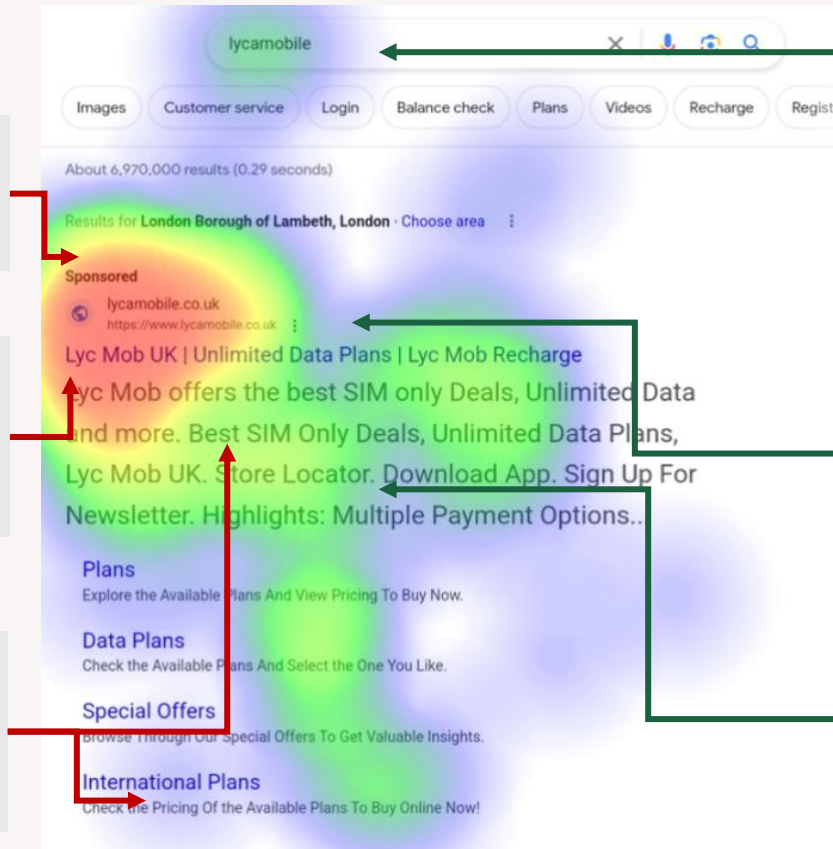 lycamobile
Images Customer service Login Balance check Plans Videos Recharge Regist
About 6,970,000 results (0.29 seconds)
Results for London Borough of Lambeth, London · Choose area
Sponsored
lycamobile.co.uk
https://www.lycamobile.co.uk
Lyc Mob UK | Unlimited Data Plans | Lyc Mob Recharge
Lyc Mob offers the best SIM only Deals, Unlimited Data
and more. Best SIM Only Deals, Unlimited Data Plans,
Lyc Mob UK. Store Locator. Download App. Sign Up For
Newsletter. Highlights: Multiple Payment Options...
Plans
Explore the Available Plans And View Pricing To Buy Now.
Data Plans
Check the Available Plans And Select the One You Like.
Special Offers
Browse Through Our Special Offers To Get Valuable Insights.
International Plans
Check the Pricing Of the Available Plans To Buy Online Now!